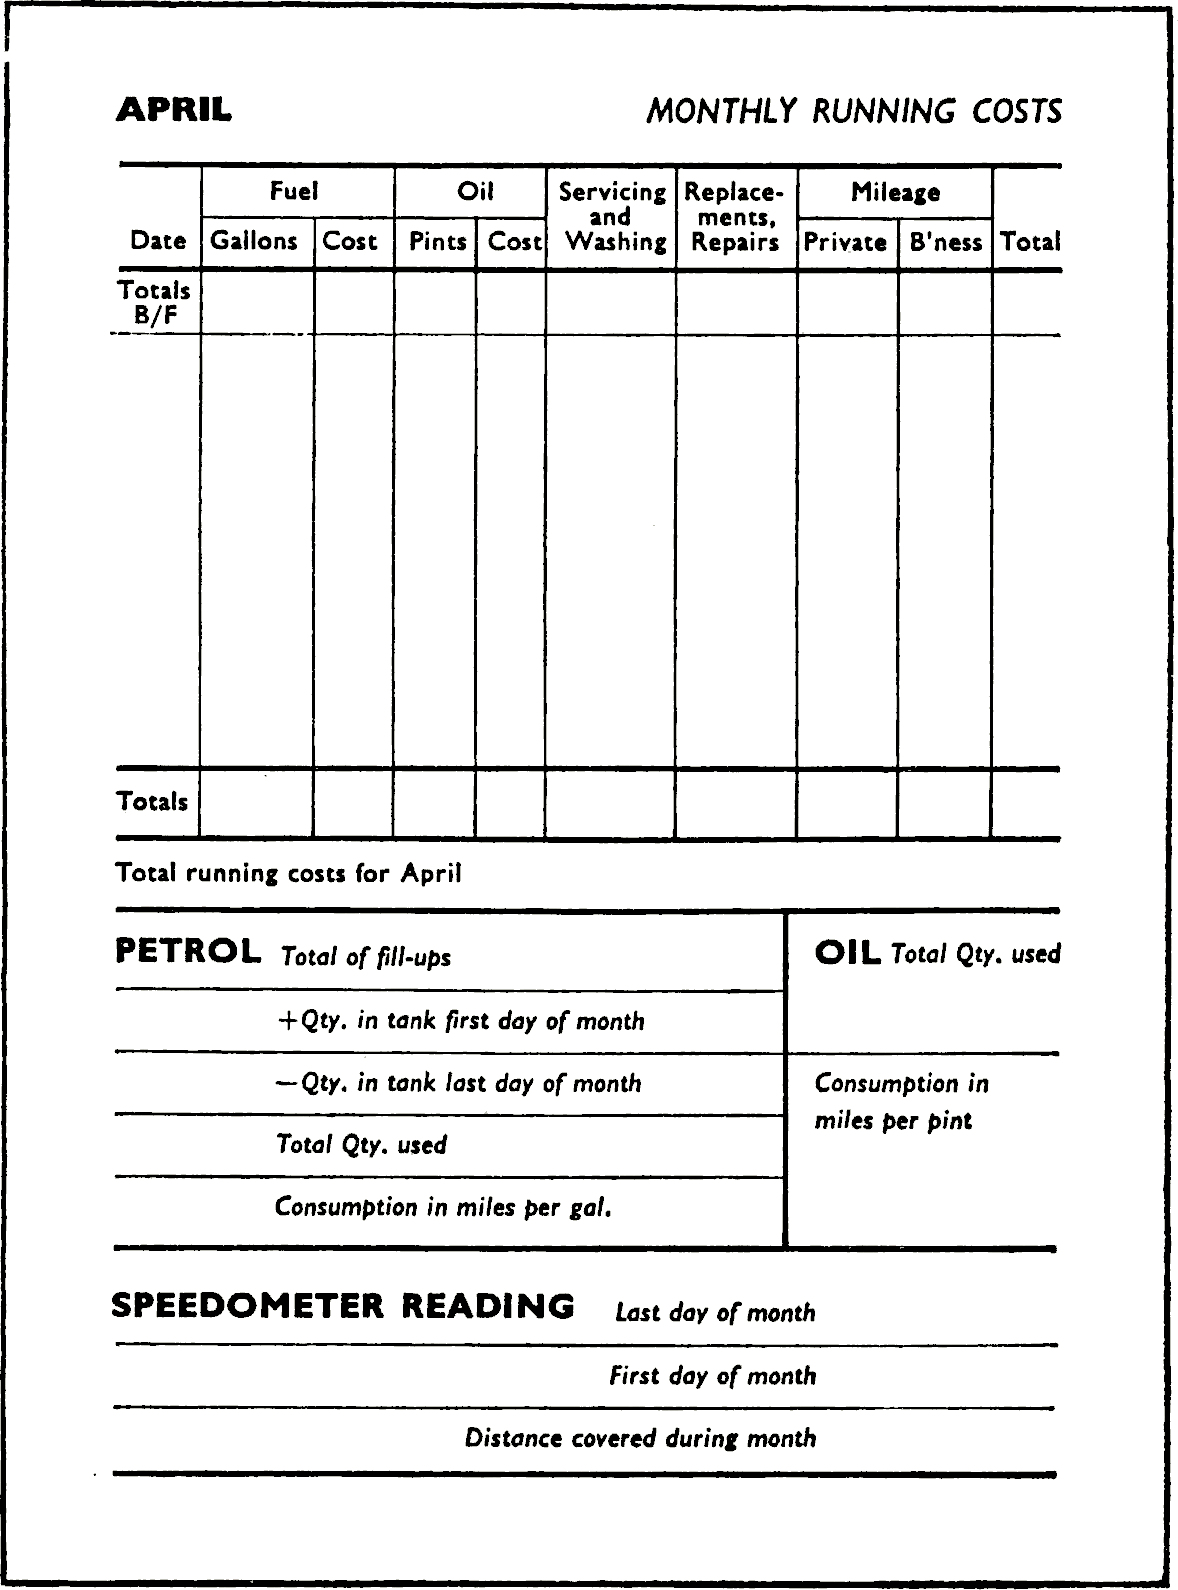 APRIL MONTHLY RUNNING COSTS
Fuel Oil Servicing Replace- Mileage
and ments,
Date Gallons Cost Pints Cost Washing Repairs Private B'ness Total
Totals
B/F
Totals
Total running costs for April
PETROL Total of fill-ups OIL Total Qty. used
+Qty. in tank first day of month
—Qty. in tank last day of month Consumption in
miles per pint
Total Qty. used
Consumption in miles per gal.
SPEEDOMETER READING Last day of month
First day of month
Distance covered during month